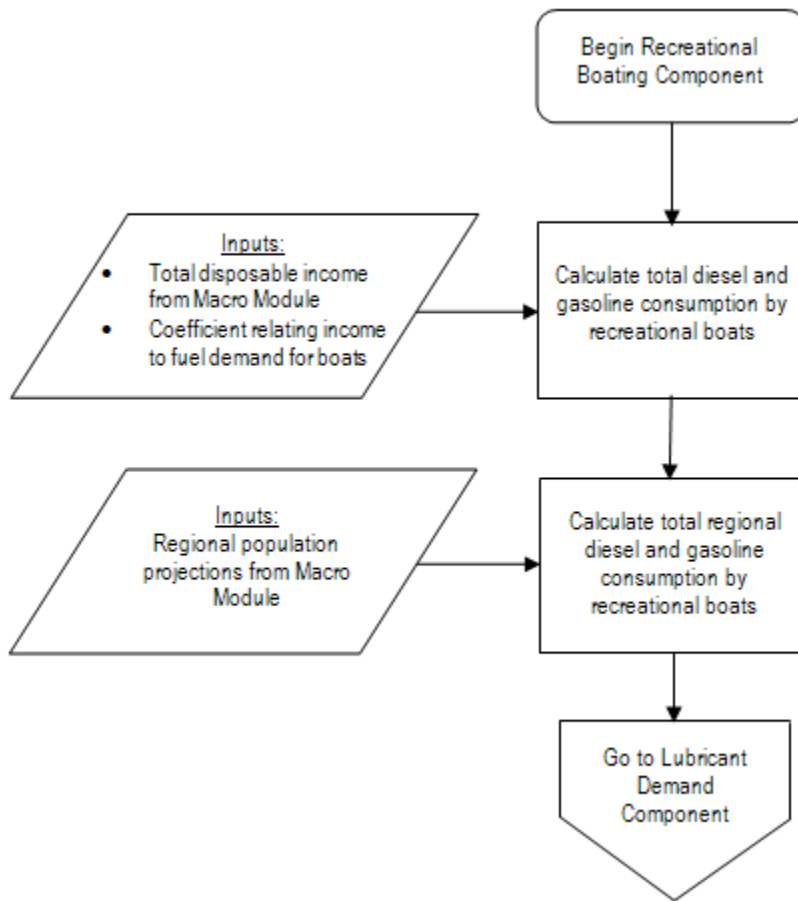 Begin Recreational
Boating Component
Inputs:
• Total disposable income
from Macro Module
• Coefficient relating income
to fuel demand for boats
Calculate total diesel and
gasoline consumption by
recreational boats
Inputs:
Regional population
projections from Macro
Module
Calculate total regional
diesel and gasoline
consumption by
recreational boats
Go to Lubricant
Demand
Component